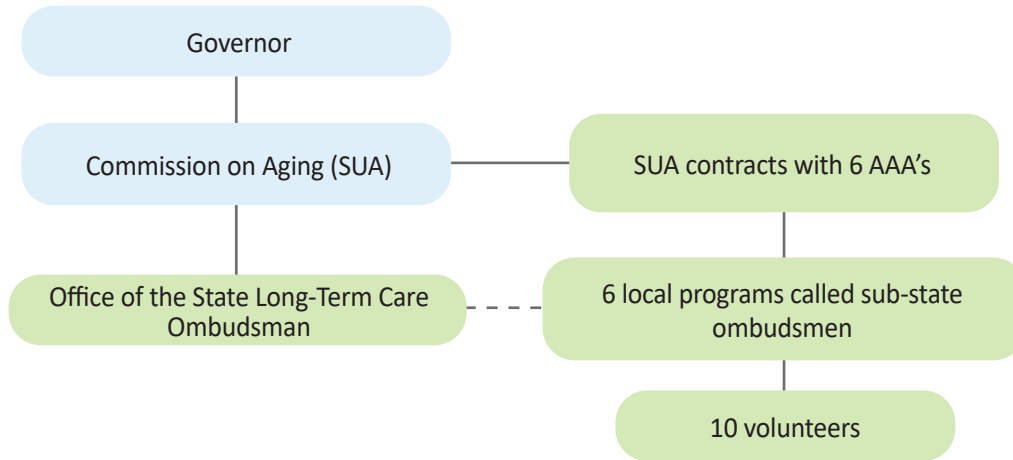 Governor
Commission on Aging (SUA)
SUA contracts with 6 AAA’s
Office of the State Long-Term Care
Ombudsman
6 local programs called sub-state
ombudsmen
10 volunteers